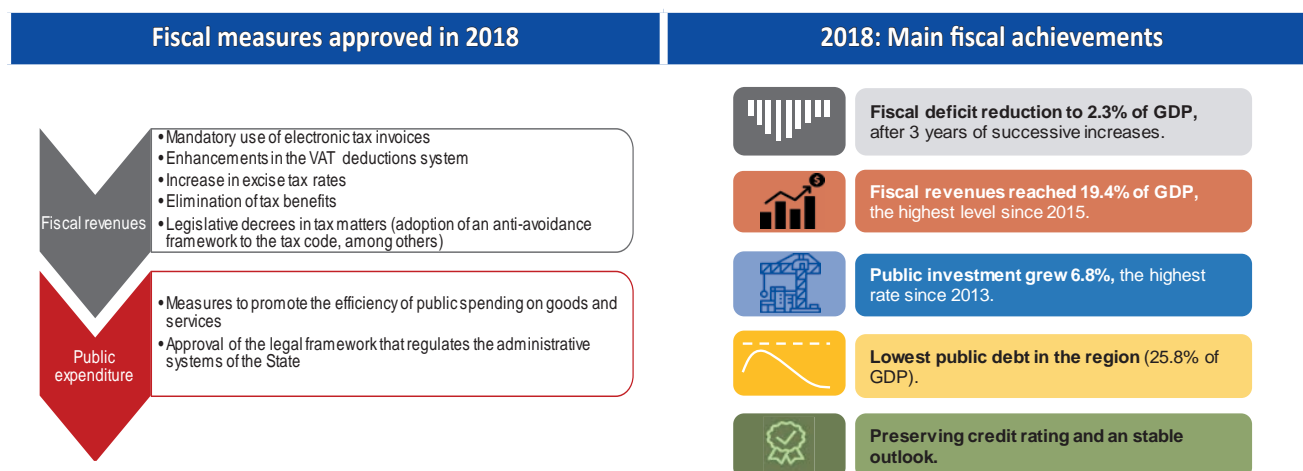 Fiscal measures approved in 2018
Fiscal revenues
• Mandatory use of electronic tax invoices
• Enhancements in the VAT deductions system
• Increase in excise tax rates
• Elimination of tax benefits
• Legislative decrees in tax matters (adoption of an anti-avoidance
framework to the tax code, among others)
Public
expenditure
• Measures to promote the efficiency of public spending on goods and
services
• Approval of the legal framework that regulates the administrative
systems of the State
2018: Main fiscal achievements
Fiscal deficit reduction to 2.3% of GDP,
after 3 years of successive increases.
$
Fiscal revenues reached 19.4% of GDP,
the highest level since 2015.
Public investment grew 6.8%, the highest
rate since 2013.
Lowest public debt in the region (25.8% of
GDP).
Preserving credit rating and an stable
outlook.